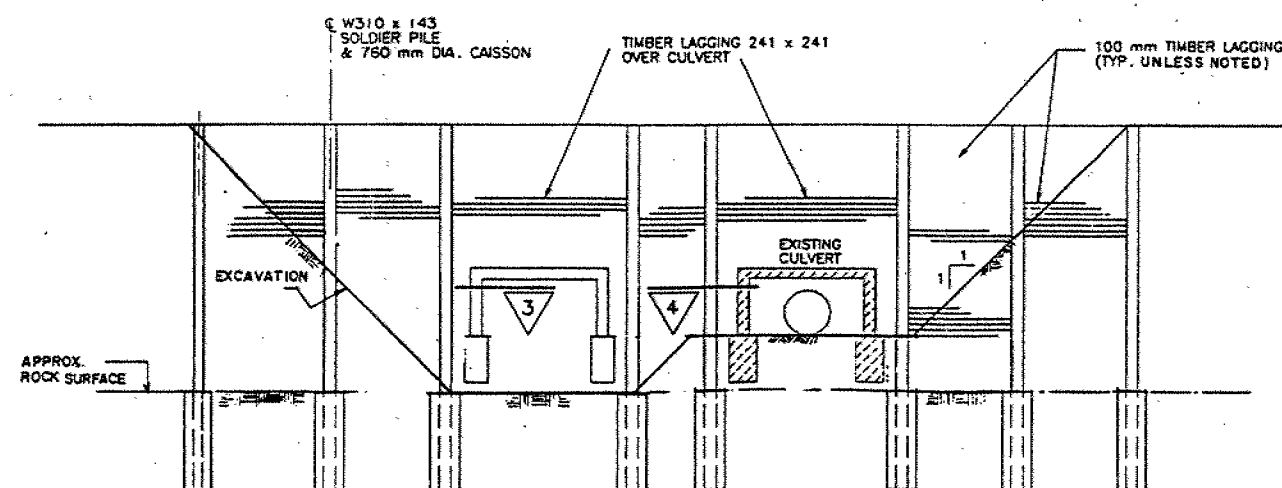 ℄ W310 x 143
SOLDIER PILE
& 760 mm DIA. CAISSON
TIMBER LAGGING 241 x 241
OVER CULVERT
100 mm TIMBER LAGGING
(TYP. UNLESS NOTED)
EXISTING
CULVERT
EXCAVATION
1
1
3
4
APPROX.
ROCK SURFACE